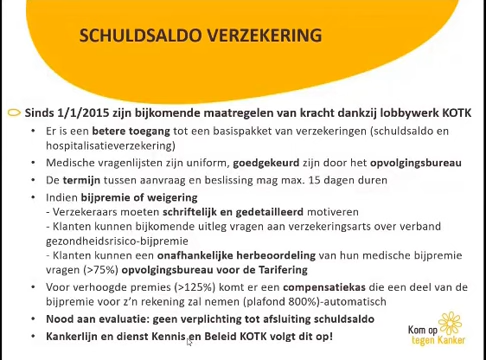 SCHULDSALDO VERZEKERING
Sinds 1/1/2015 zijn bijkomende maatregelen van kracht dankzij lobbywerk KOTK
• Er is een betere toegang tot een basispakket van verzekeringen (schuldsaldo en
hospitalisatieverzekering)
• Medische vragenlijsten zijn uniform, goedgekeurd zijn door het opvolgingsbureau
• De termijn tussen aanvraag en beslissing mag max. 15 dagen duren
• Indien bijpremie of weigering
- Verzekeraars moeten schriftelijk en gedetailleerd motiveren
- Klanten kunnen bijkomende uitleg vragen aan verzekeringsarts over verband
gezondheidsrisico-bijpremie
- Klanten kunnen een onafhankelijke herbeoordeling van hun medische bijpremie
vragen (>75%) opvolgingsbureau voor de Tarifering
• Voor verhoogde premies (>125%) komt er een compensatiekas die een deel van de
bijpremie voor z'n rekening zal nemen (plafond 800%)-automatisch
• Nood aan evaluatie: geen verplichting tot afsluiting schuldsaldo
• Kankerlijn en dienst Kennis en Beleid KOTK volgt dit op!
Kom op
tegen Kanker